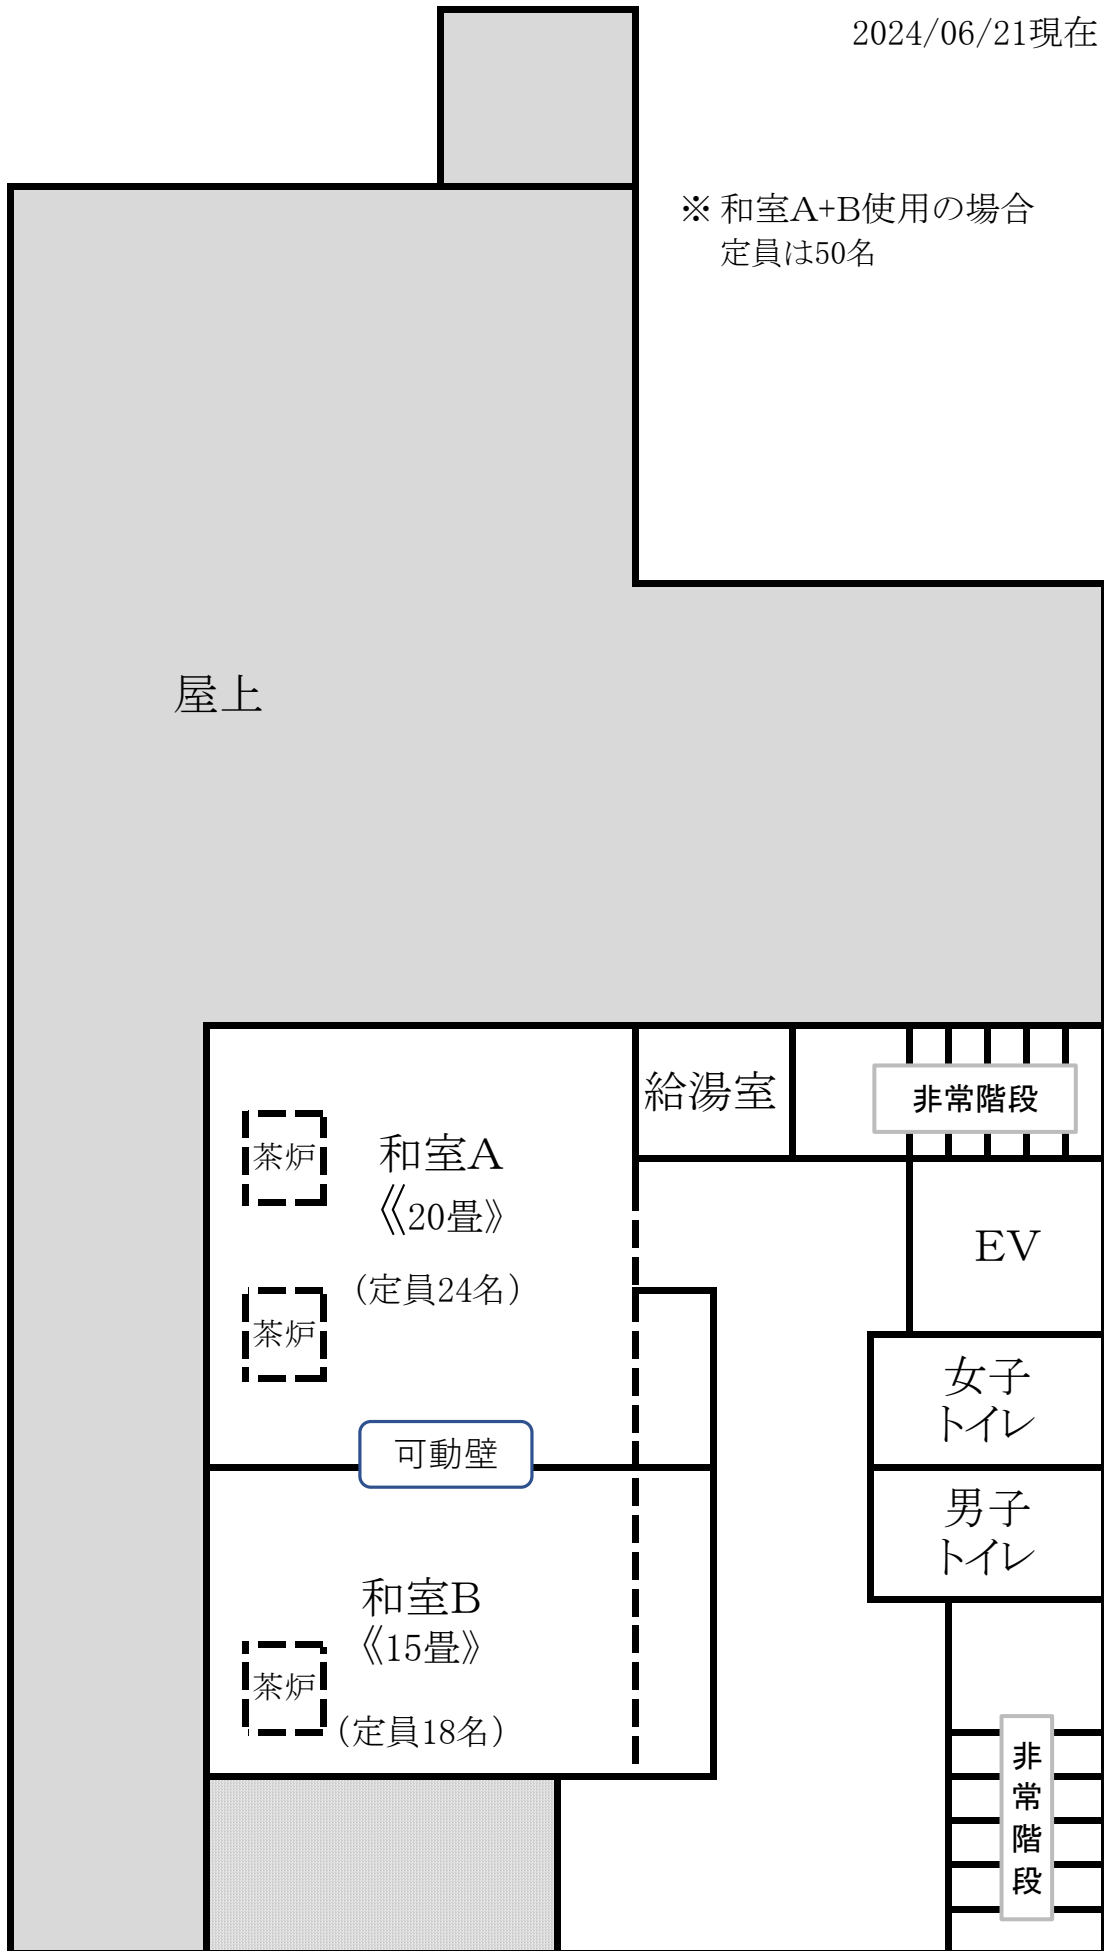 2024/06/21現在
※ 和室A+B使用の場合
定員は50名
屋上
給湯室
非常階段
茶炉
和室A
《20畳》
(定員24名)
茶炉
EV
女子
トイレ
可動壁
男子
トイレ
和室B
《15畳》
茶炉
(定員18名)
非常階段